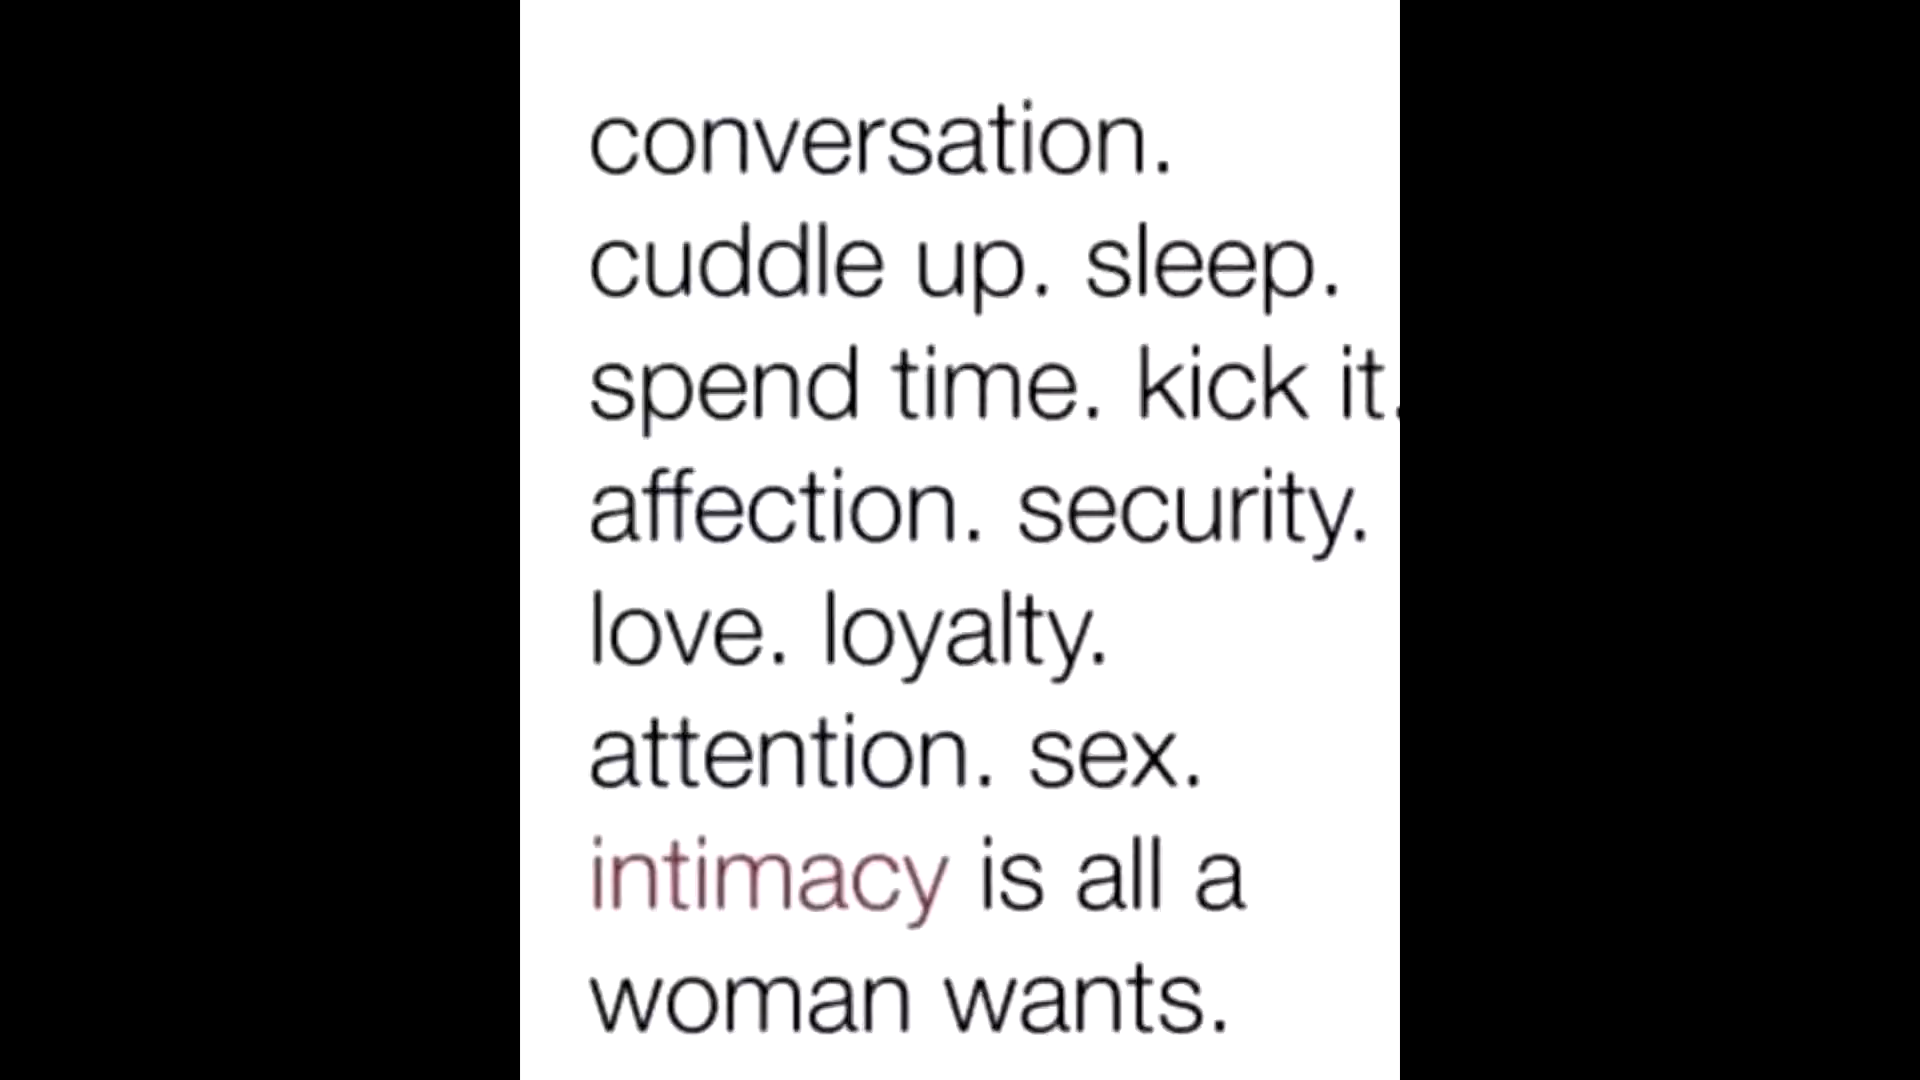 conversation.
cuddle up. sleep.
spend time. kick it.
affection. security.
love. loyalty.
attention. sex.
intimacy is all a
woman wants.